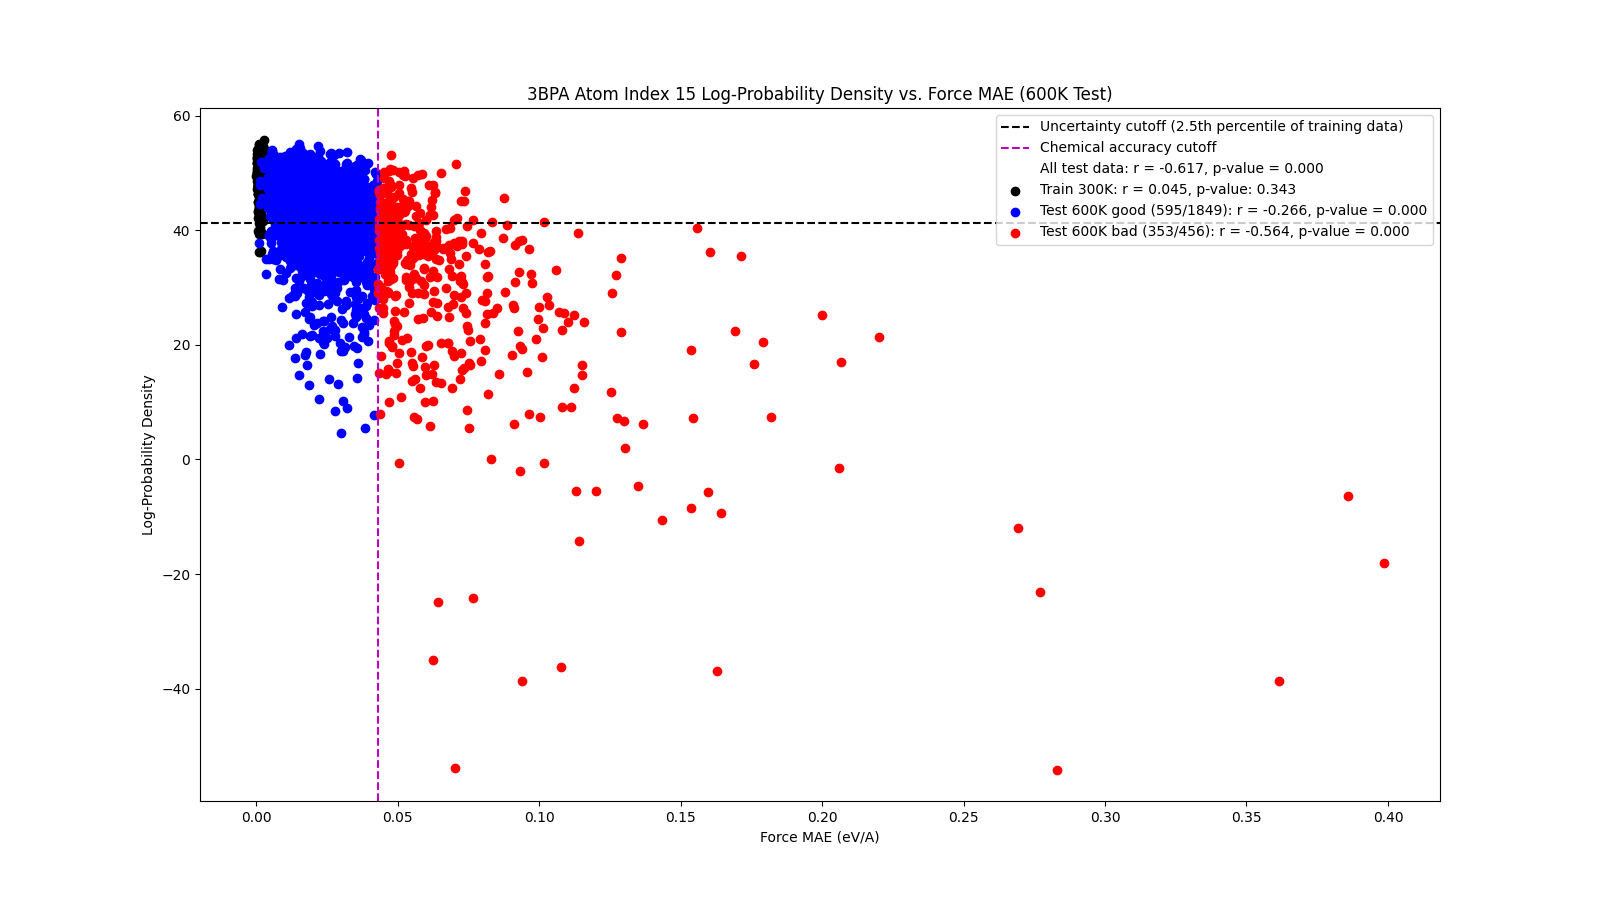 3BPA Atom Index 15 Log-Probability Density vs. Force MAE (600K Test)
Uncertainty cutoff (2.5th percentile of training data)
Chemical accuracy cutoff
All test data: r = -0.617, p-value = 0.000
Train 300K: r = 0.045, p-value: 0.343
Test 600K good (595/1849): r = -0.266, p-value = 0.000
Test 600K bad (353/456): r = -0.564, p-value = 0.000
Log-Probability Density
60
40
20
0
−20
−40
0.00 0.05 0.10 0.15 0.20 0.25 0.30 0.35 0.40
Force MAE (eV/A)